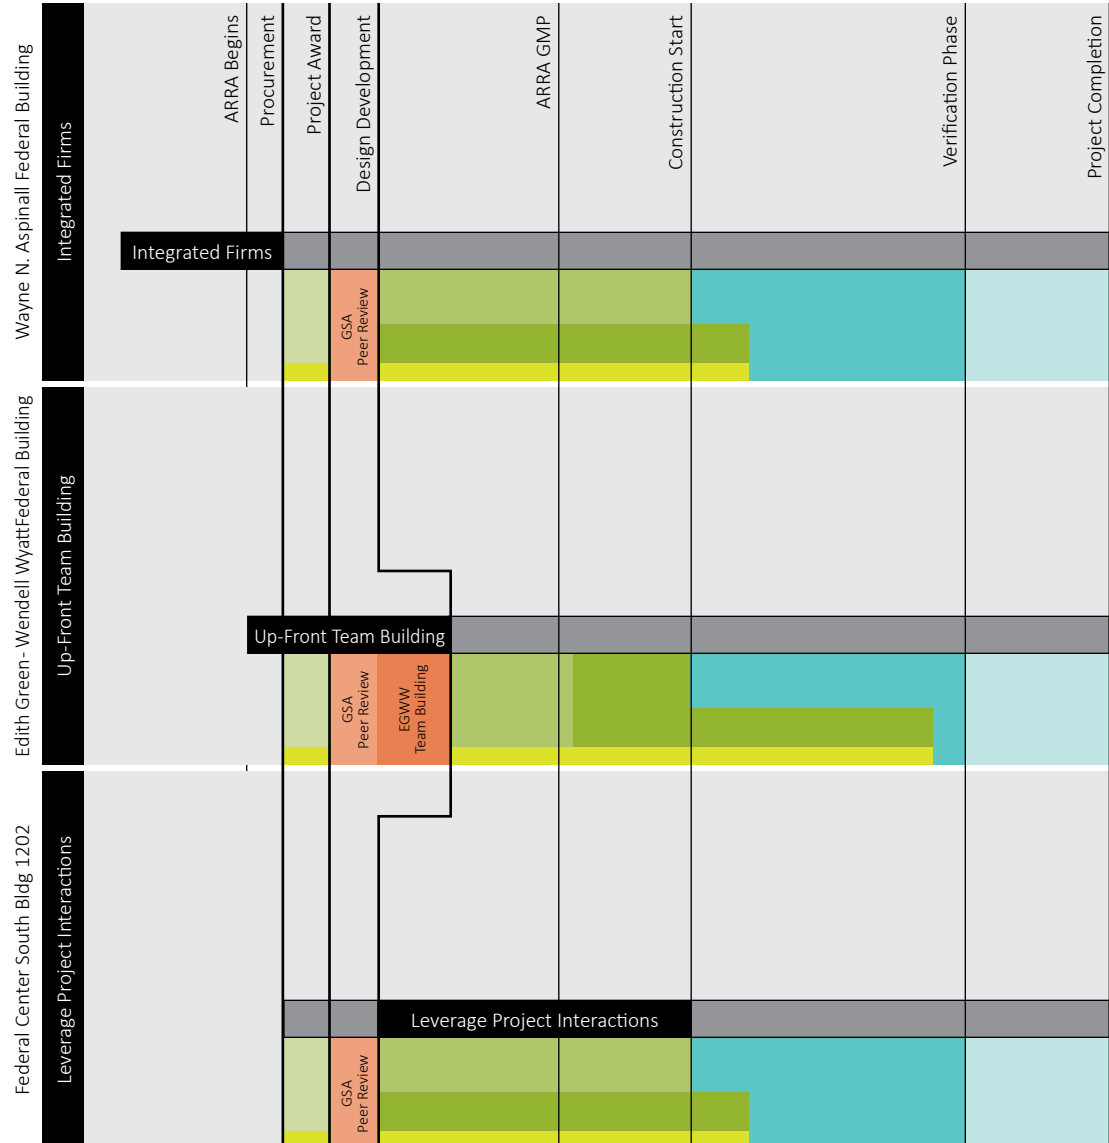 Wayne N. Aspinall Federal Building
Integrated Firms
ARRA Begins
Procurement
Project Award
Design Development
ARRA GMP
Construction Start
Verification Phase
Project Completion
Integrated Firms
GSA
Peer Review
Edith Green- Wendell WyattFederal Building
Up-Front Team Building
Up-Front Team Building
GSA
Peer Review
EGWW
Team Building
Federal Center South Bldg 1202
Leverage Project Interactions
Leverage Project Interactions
GSA
Peer Review